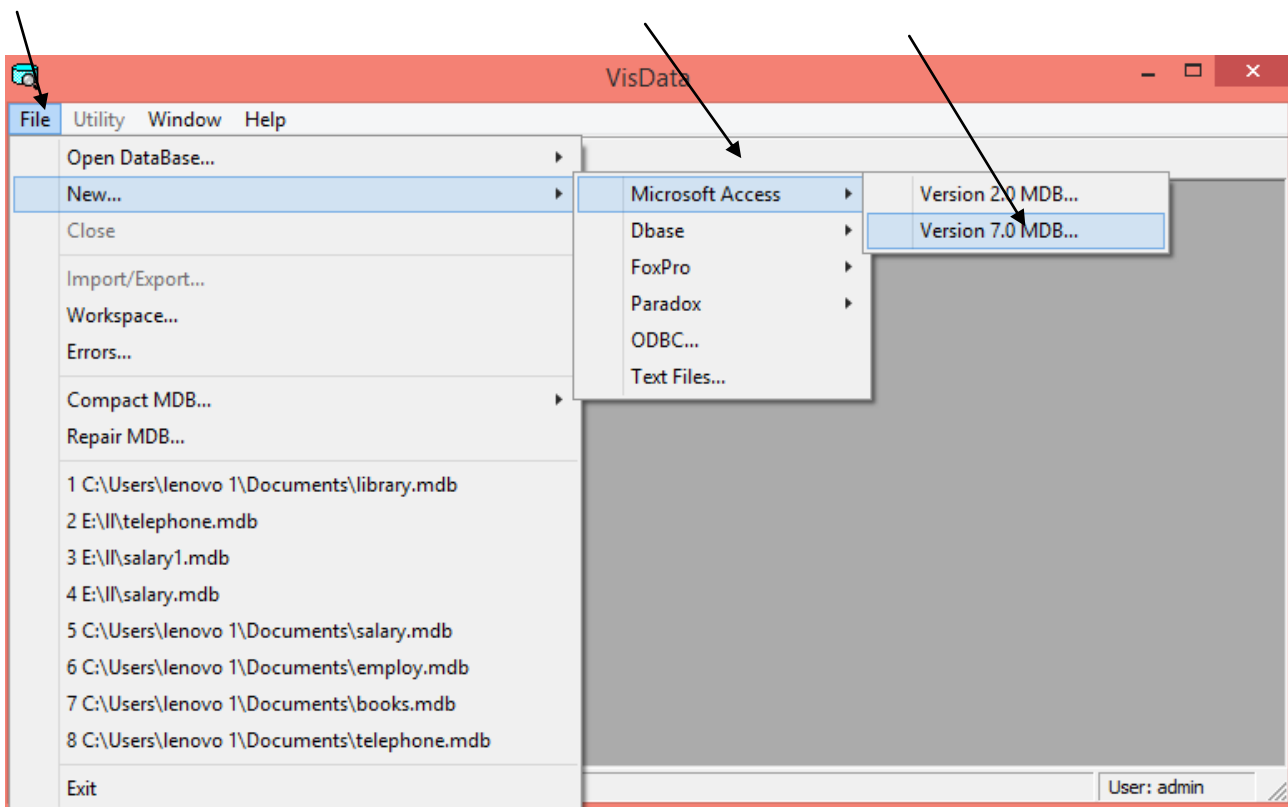 VisData
File Utility Window Help
Open DataBase...
New...
Close
Import/Export...
Workspace...
Errors...
Compact MDB...
Repair MDB...
1 C:\Users\lenovo 1\Documents\library.mdb
2 E:\II\telephone.mdb
3 E:\II\salary1.mdb
4 E:\II\salary.mdb
5 C:\Users\lenovo 1\Documents\salary.mdb
6 C:\Users\lenovo 1\Documents\employ.mdb
7 C:\Users\lenovo 1\Documents\books.mdb
8 C:\Users\lenovo 1\Documents\telephone.mdb
Exit
Microsoft Access
Dbase
FoxPro
Paradox
ODBC...
Text Files...
Version 2.0 MDB...
Version 7.0 MDB...
User: admin